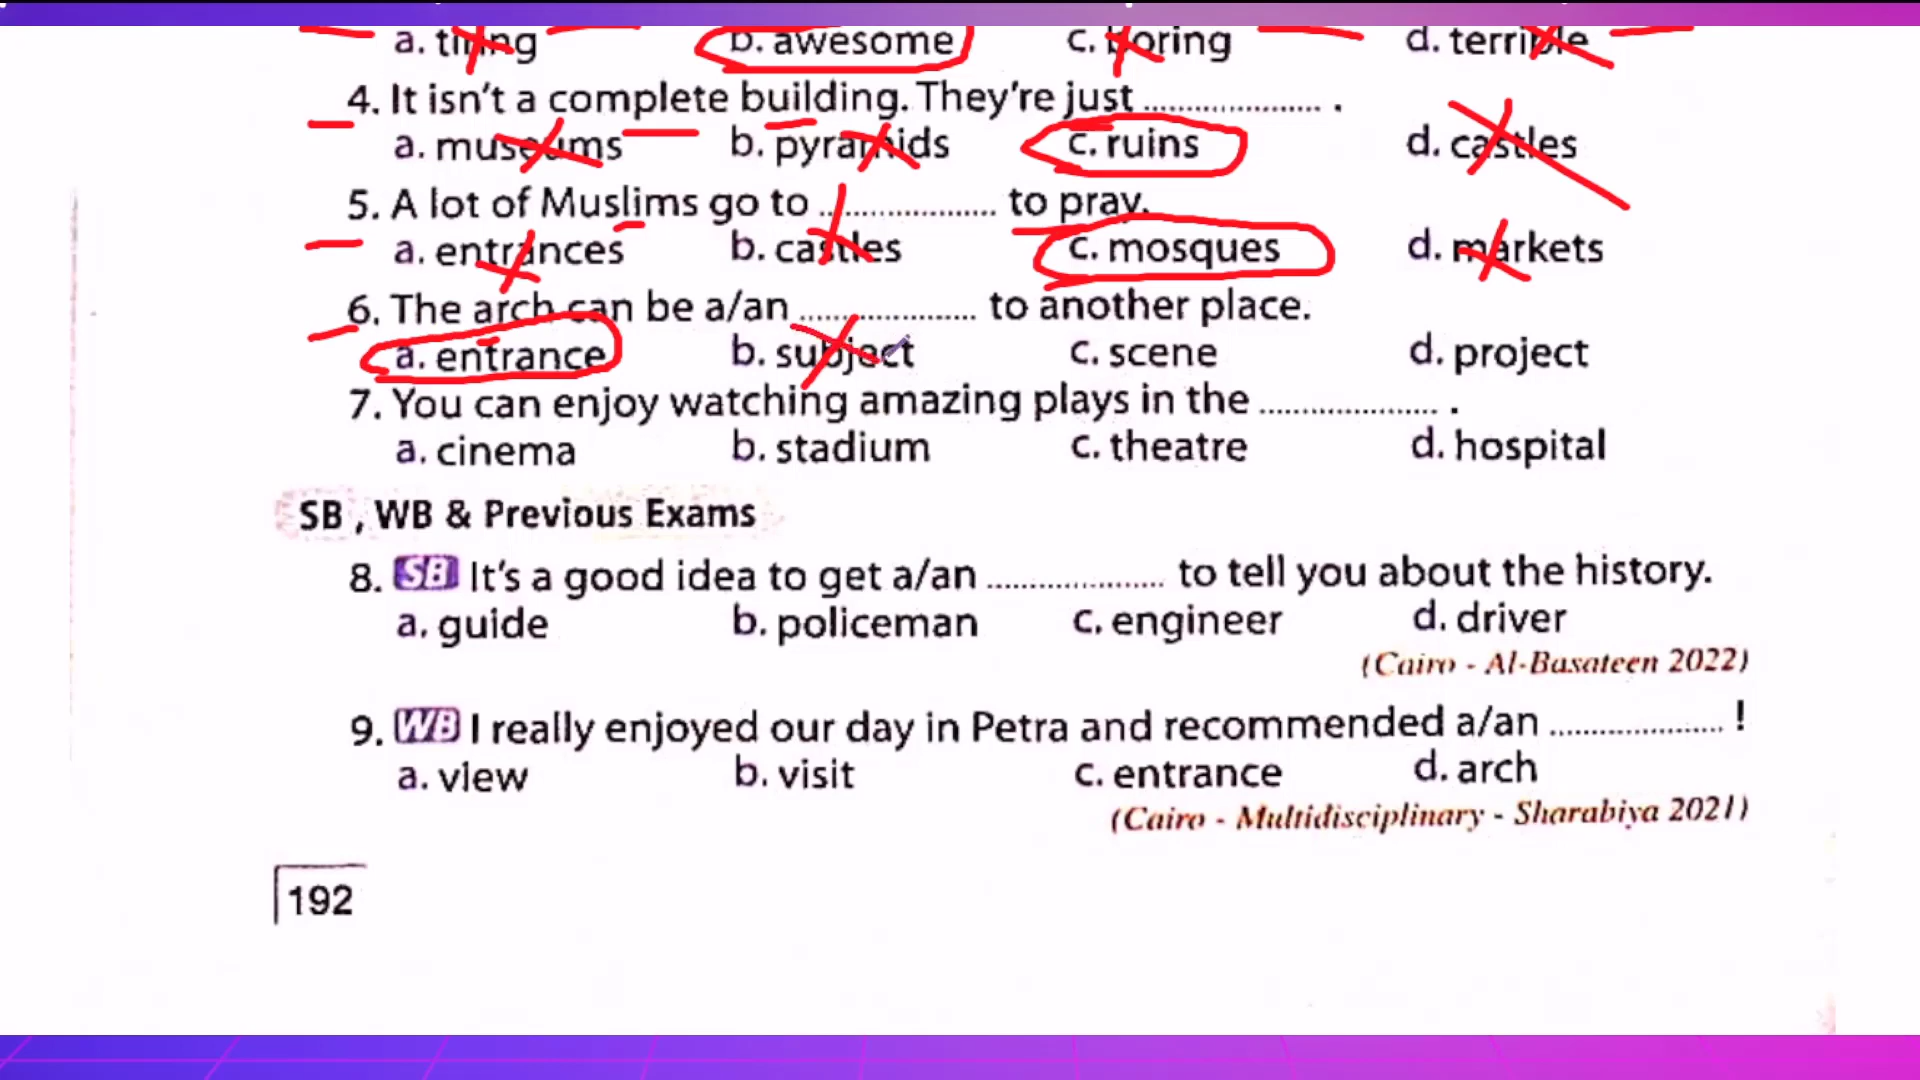 a. tiring b. awesome c. boring d. terrible
4. It isn't a complete building. They're just .................... .
a. museums b. pyramids c. ruins d. castles
5. A lot of Muslims go to .................... to pray.
a. entrances b. castles c. mosques d. markets
6. The arch can be a/an .................... to another place.
a. entrance b. subject c. scene d. project
7. You can enjoy watching amazing plays in the .................... .
a. cinema b. stadium c. theatre d. hospital
SB , WB & Previous Exams
8. SB It's a good idea to get a/an .................... to tell you about the history.
a. guide b. policeman c. engineer d. driver
(Cairo - Al-Basateen 2022)
9. WB I really enjoyed our day in Petra and recommended a/an .................... !
a. view b. visit c. entrance d. arch
(Cairo - Multidisciplinary - Sharabiya 2021)
192